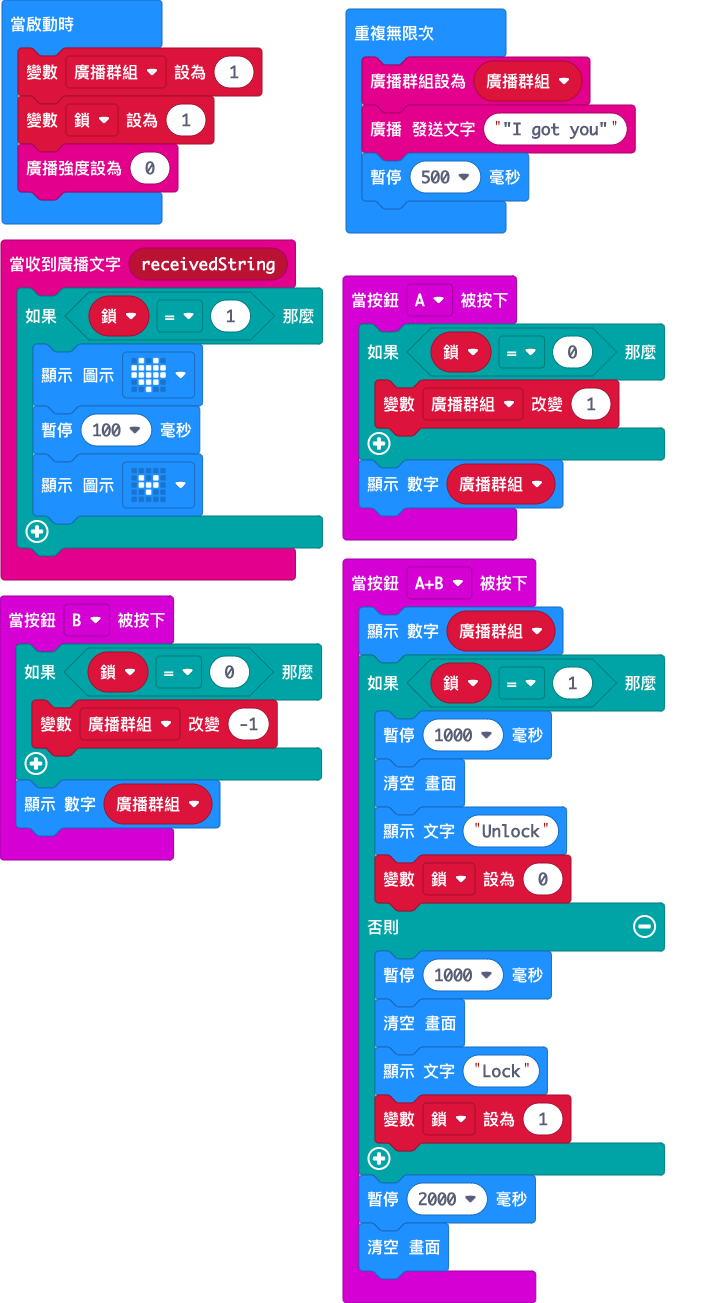 當啟動時
變數 廣播群組 設為 1
變數 鎖 設為 1
廣播強度設為 0
重複無限次
廣播群組設為 廣播群組
廣播 發送文字 ""I got you""
暫停 500 毫秒
當收到廣播文字 receivedString
如果 鎖 = 1 那麼
顯示 圖示
暫停 100 毫秒
顯示 圖示
當按鈕 A 被按下
如果 鎖 = 0 那麼
變數 廣播群組 改變 1
顯示 數字 廣播群組
當按鈕 B 被按下
如果 鎖 = 0 那麼
變數 廣播群組 改變 -1
顯示 數字 廣播群組
當按鈕 A+B 被按下
顯示 數字 廣播群組
如果 鎖 = 1 那麼
暫停 1000 毫秒
清空 畫面
顯示 文字 "Unlock"
變數 鎖 設為 0
否則
暫停 1000 毫秒
清空 畫面
顯示 文字 "Lock"
變數 鎖 設為 1
暫停 2000 毫秒
清空 畫面